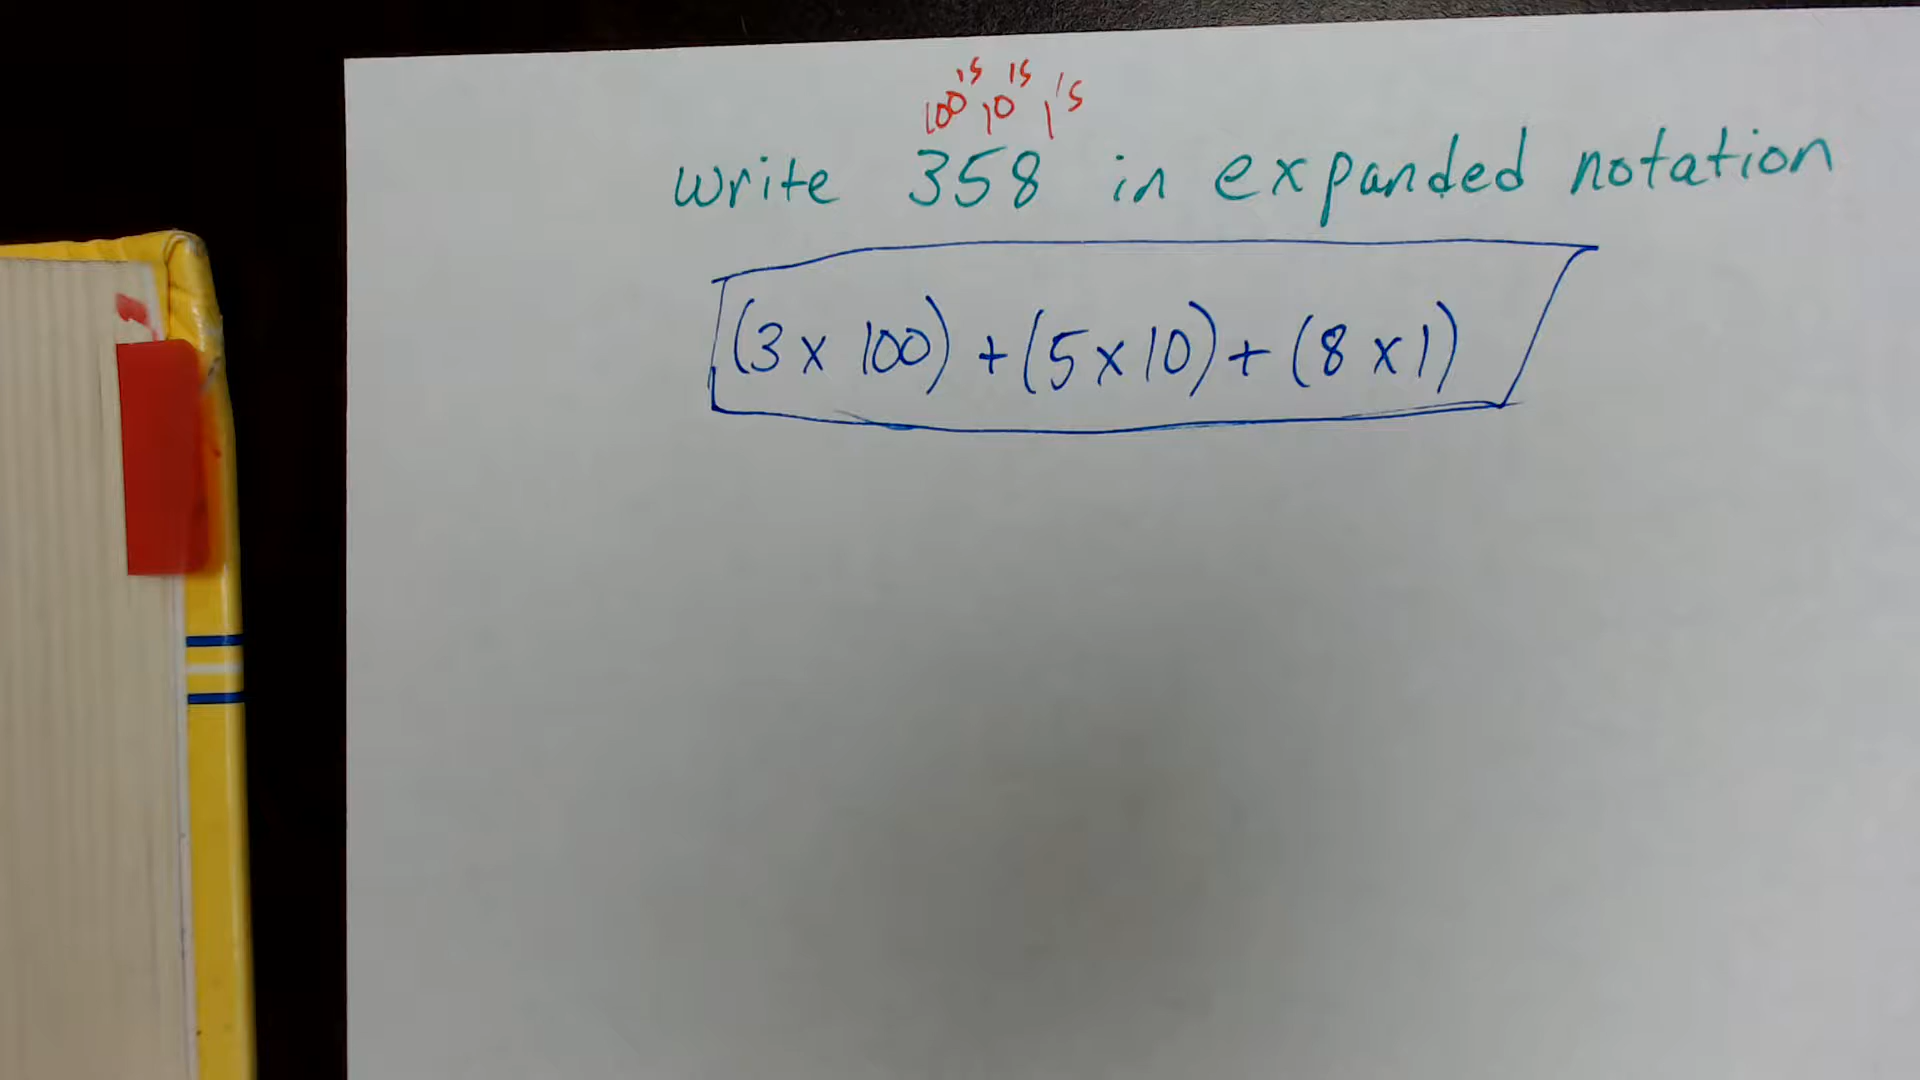 100's 10's 1's
write 358 in expanded notation
(3 x 100) + (5 x 10) + (8 x 1)